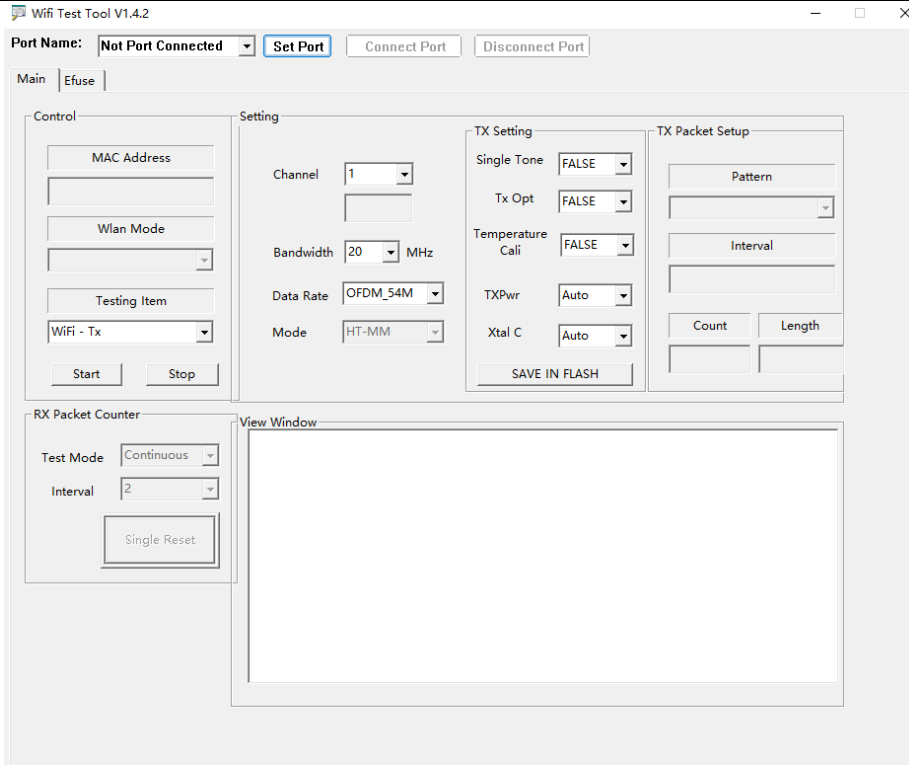 Wifi Test Tool V1.4.2
Port Name: Not Port Connected Set Port Connect Port Disconnect Port
Main Efuse
Control
MAC Address
Wlan Mode
Testing Item
WiFi - Tx
Start Stop
Setting
Channel 1
Bandwidth 20 MHz
Data Rate OFDM_54M
Mode HT-MM
TX Setting
Single Tone FALSE
Tx Opt FALSE
Temperature
Cali FALSE
TXPwr Auto
Xtal C Auto
SAVE IN FLASH
TX Packet Setup
Pattern
Interval
Count Length
RX Packet Counter
Test Mode Continuous
Interval 2
Single Reset
View Window